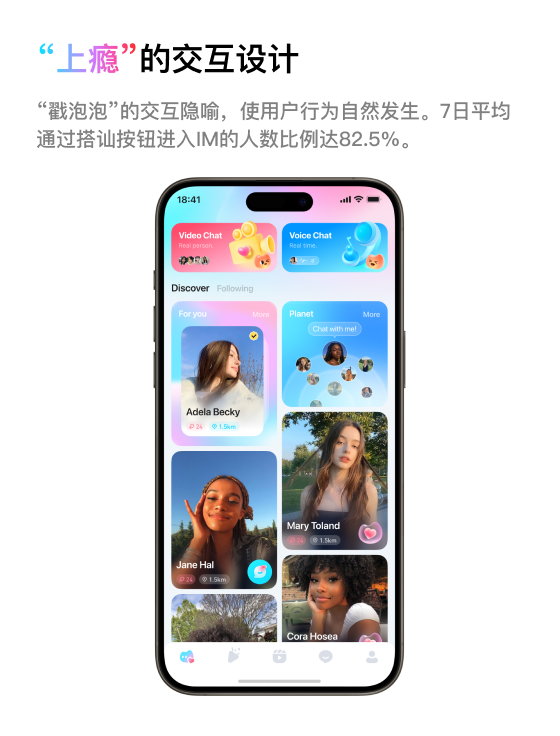 “上瘾”的交互设计
“戳泡泡”的交互隐喻，使用户行为自然发生。7日平均
通过搭讪按钮进入IM的人数比例达82.5%。
18:41
Video Chat
Real person.
Voice Chat
Real time.
Discover
Following
For you
More
Planet
More
Chat with me!
Adela Becky
24
1.5km
Mary Toland
24
1.5km
Jane Hal
24
1.5km
Cora Hosea